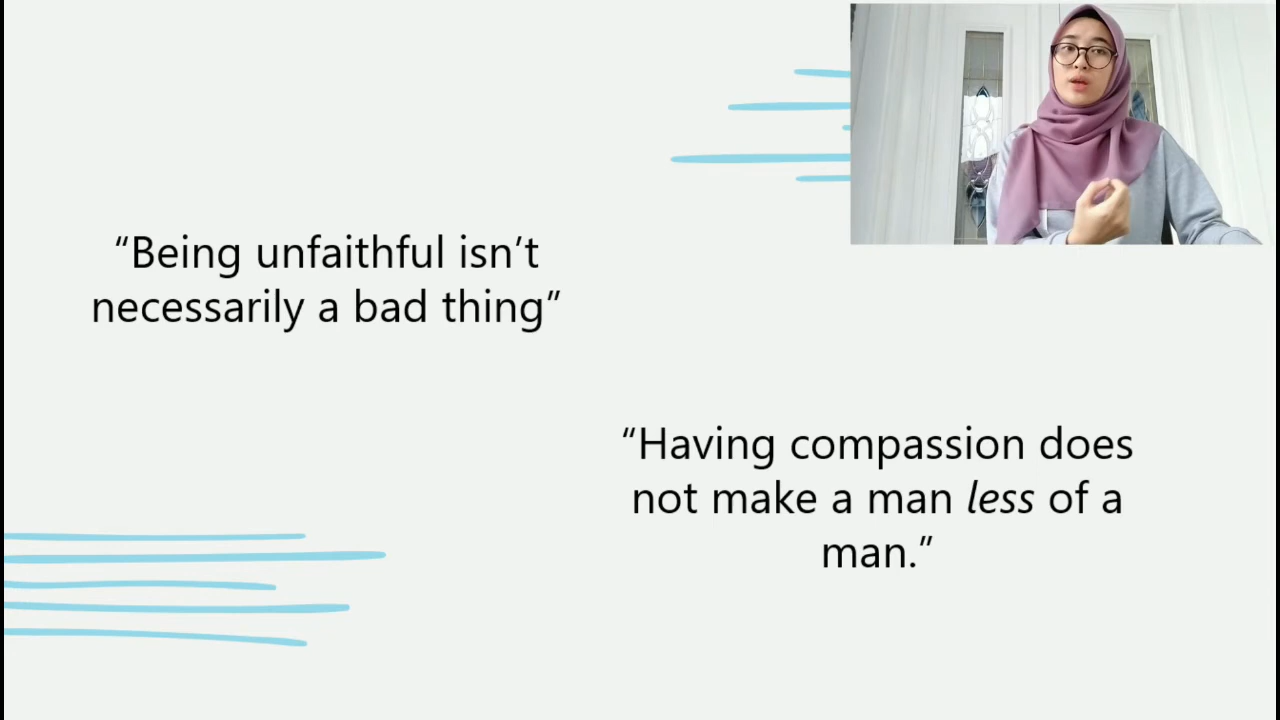 “Being unfaithful isn’t
necessarily a bad thing”
“Having compassion does
not make a man less of a
man.”